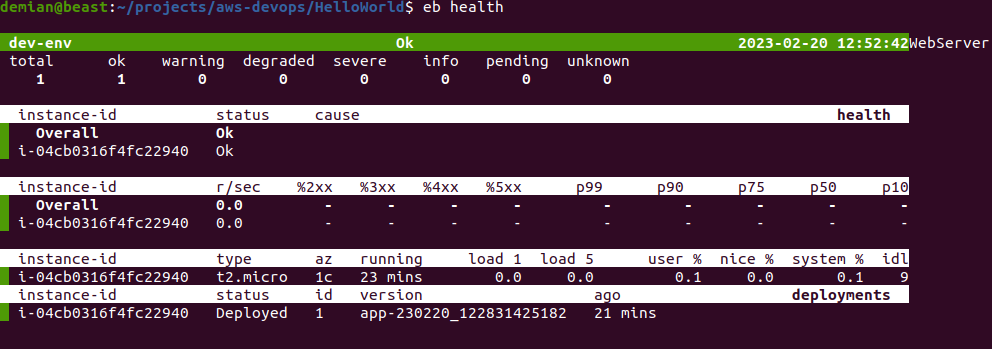 demian@beast:~/projects/aws-devops/HelloWorld$ eb health
dev-env Ok 2023-02-20 12:52:42WebServer
total ok warning degraded severe info pending unknown
1 1 0 0 0 0 0 0
instance-id status cause health
Overall Ok
i-04cb0316f4fc22940 Ok
instance-id r/sec %2xx %3xx %4xx %5xx p99 p90 p75 p50 p10
Overall 0.0 - - - - - - - - -
i-04cb0316f4fc22940 0.0 - - - - - - - - -
instance-id type az running load 1 load 5 user % nice % system % idl
i-04cb0316f4fc22940 t2.micro 1c 23 mins 0.0 0.0 0.1 0.0 0.1 9
instance-id status id version ago deployments
i-04cb0316f4fc22940 Deployed 1 app-230220_122831425182 21 mins